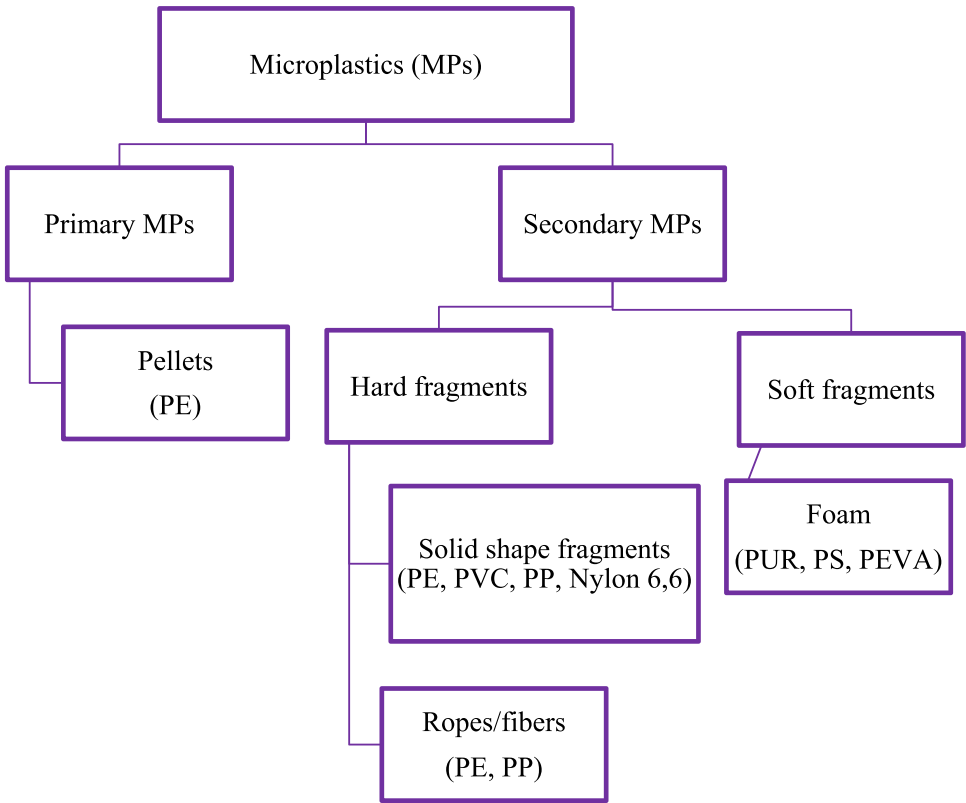 Microplastics (MPs)
Primary MPs
Secondary MPs
Pellets
(PE)
Hard fragments
Soft fragments
Solid shape fragments
(PE, PVC, PP, Nylon 6,6)
Foam
(PUR, PS, PEVA)
Ropes/fibers
(PE, PP)